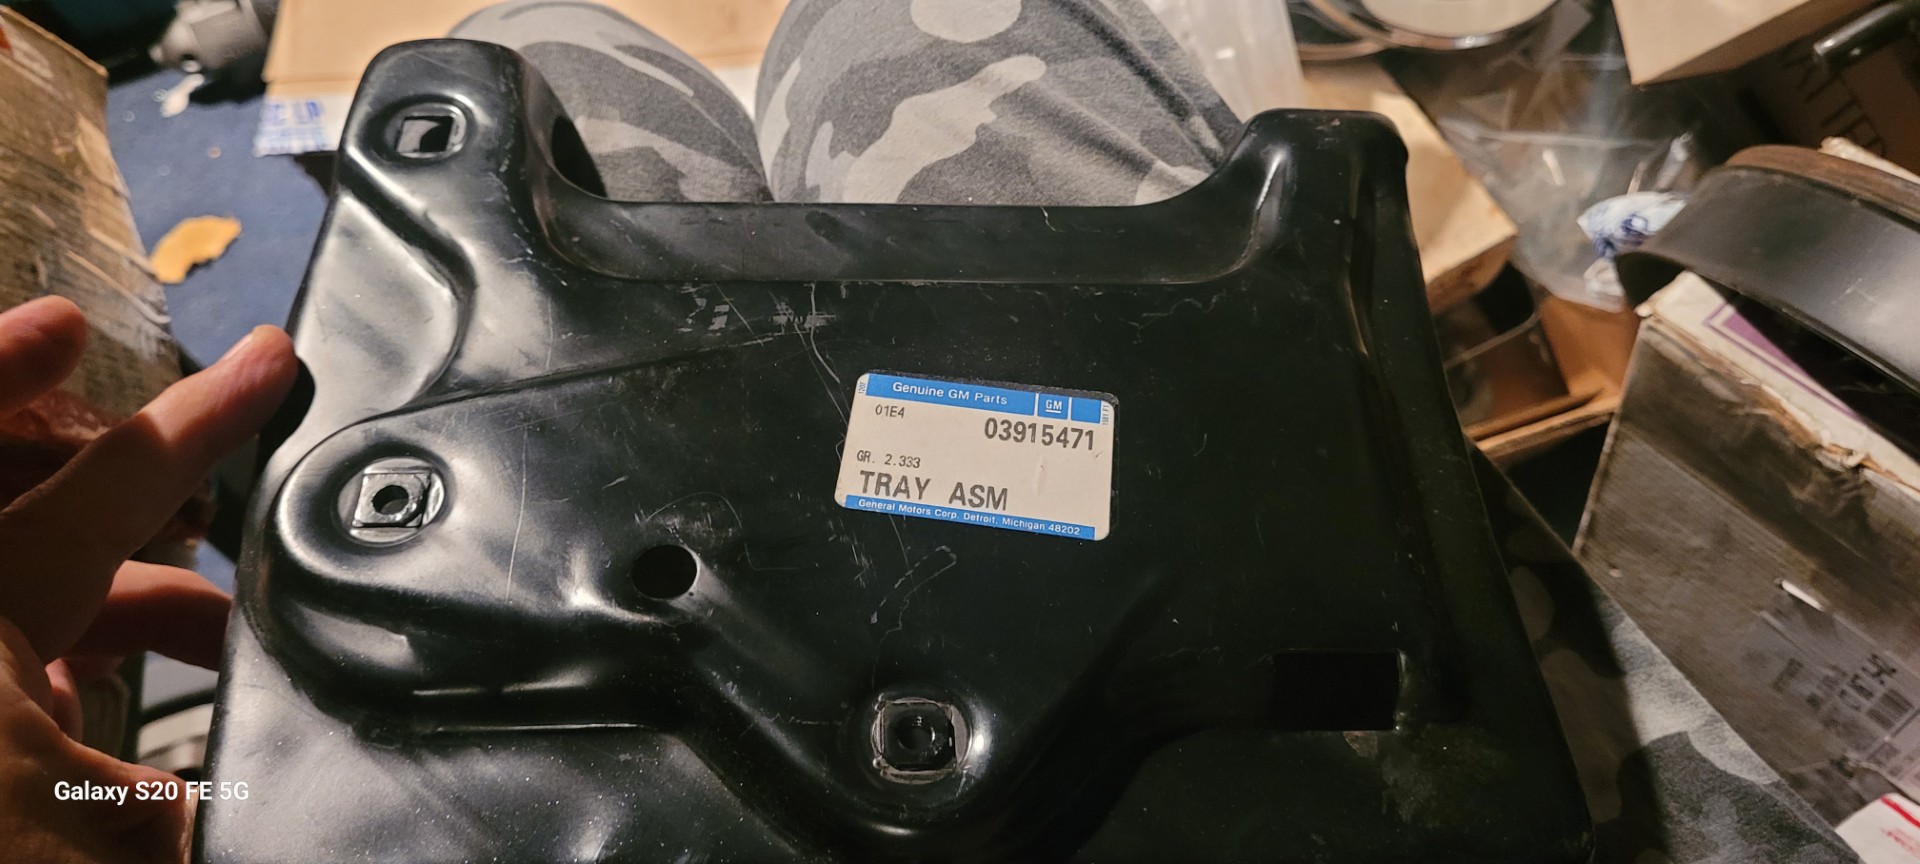 Genuine GM Parts
GM
01E4
03915471
GR. 2.333
TRAY ASM
General Motors Corp. Detroit, Michigan 48202
Galaxy S20 FE 5G